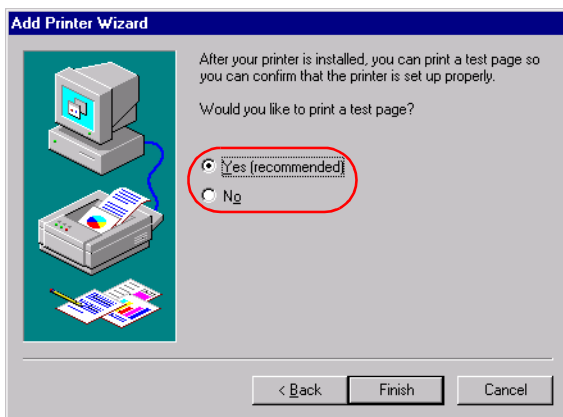 Add Printer Wizard
After your printer is installed, you can print a test page so
you can confirm that the printer is set up properly.
Would you like to print a test page?
Yes (recommended)
No
< Back
Finish
Cancel